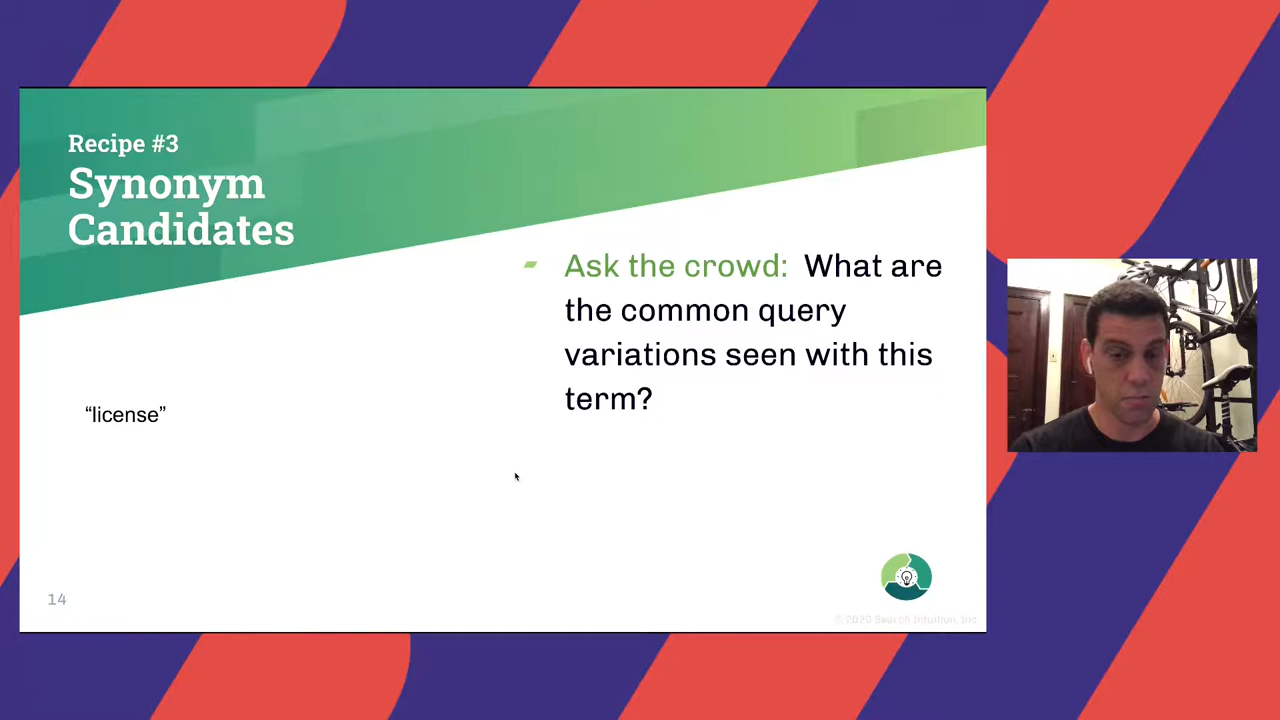 Recipe #3
Synonym
Candidates
Ask the crowd: What are
the common query
variations seen with this
term?
“license”
14
© 2020 Search Intuition, Inc